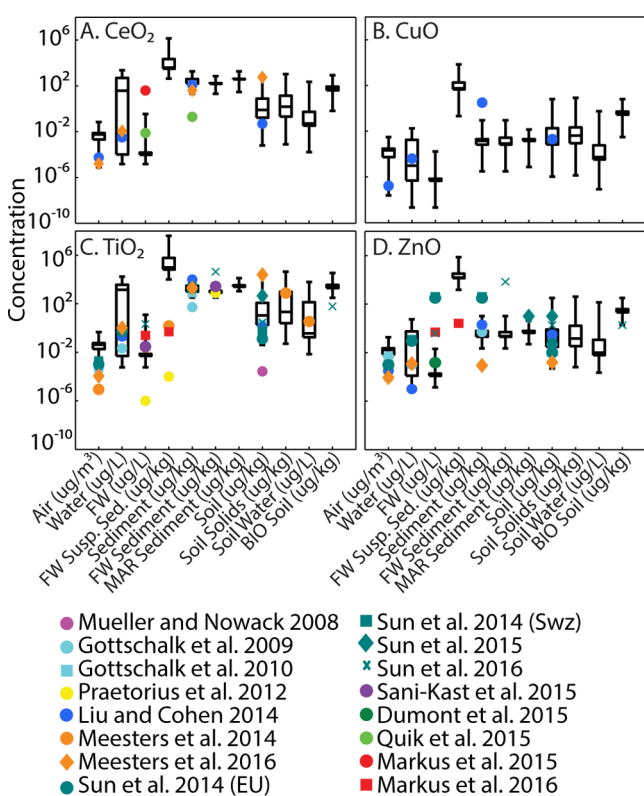 A. CeO₂
B. CuO
10⁶
10²
10⁻²
10⁻⁶
10⁻¹⁰
Concentration
C. TiO₂
D. ZnO
10⁶
10²
10⁻²
10⁻⁶
10⁻¹⁰
Air (ug/m³)
Water (ug/L)
FW (ug/L)
FW Susp. Sed. (ug/kg)
Sediment (ug/kg)
FW Sediment (ug/kg)
MAR Sediment (ug/kg)
Soil (ug/kg)
Soil Solids (ug/kg)
Soil Water (ug/L)
BIO Soil (ug/kg)
Air (ug/m³)
Water (ug/L)
FW (ug/L)
FW Susp. Sed. (ug/kg)
Sediment (ug/kg)
FW Sediment (ug/kg)
MAR Sediment (ug/kg)
Soil (ug/kg)
Soil Solids (ug/kg)
Soil Water (ug/L)
BIO Soil (ug/kg)
Mueller and Nowack 2008
Gottschalk et al. 2009
Gottschalk et al. 2010
Praetorius et al. 2012
Liu and Cohen 2014
Meesters et al. 2014
Meesters et al. 2016
Sun et al. 2014 (EU)
Sun et al. 2014 (Swz)
Sun et al. 2015
Sun et al. 2016
Sani-Kast et al. 2015
Dumont et al. 2015
Quik et al. 2015
Markus et al. 2015
Markus et al. 2016